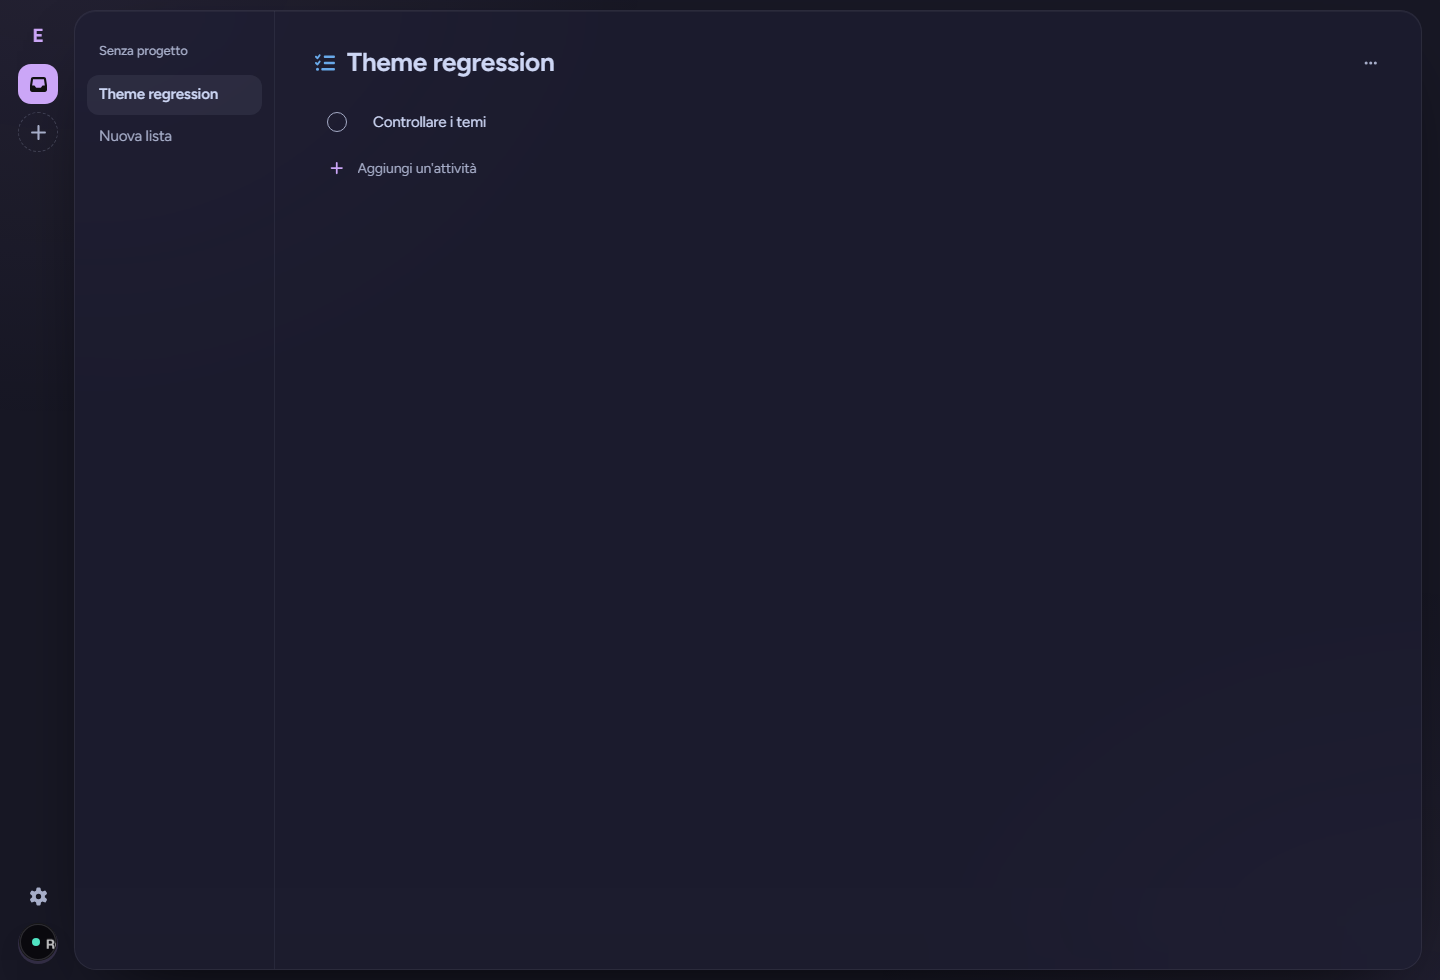 E
Senza progetto
Theme regression
Nuova lista
Theme regression
Controllare i temi
Aggiungi un'attività
R